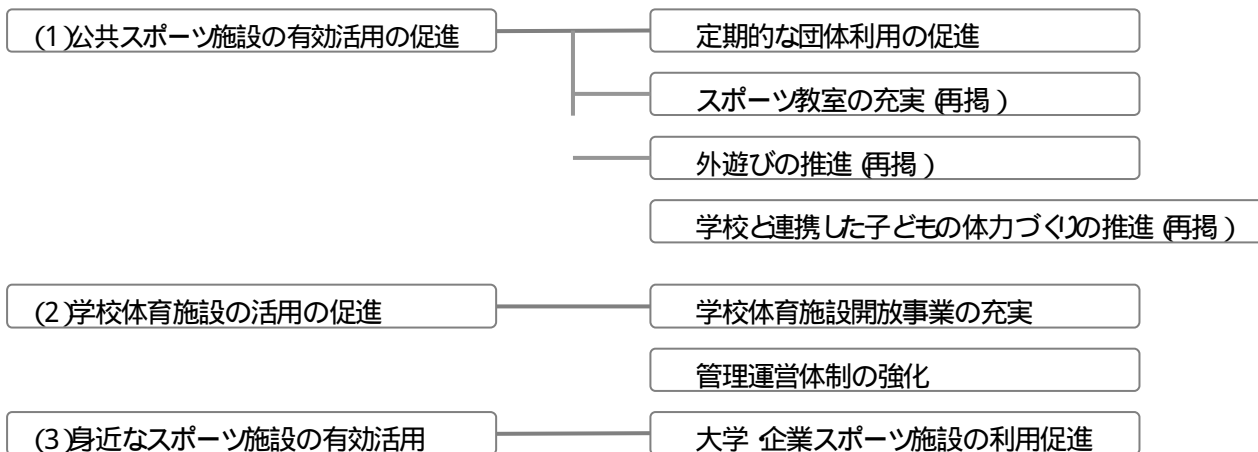 (1)公共スポーツ施設の有効活用の促進
定期的な団体利用の促進
スポーツ教室の充実(再掲)
外遊びの推進(再掲)
学校と連携した子どもの体力づくりの推進(再掲)
(2)学校体育施設の活用の促進
学校体育施設開放事業の充実
管理運営体制の強化
(3)身近なスポーツ施設の有効活用
大学・企業スポーツ施設の利用促進